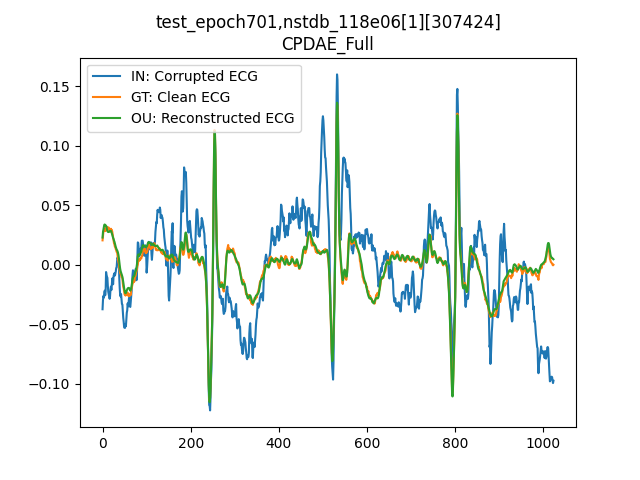 test_epoch701,nstdb_118e06[1][307424]
CPDAE_Full
IN: Corrupted ECG
GT: Clean ECG
OU: Reconstructed ECG
0.15
0.10
0.05
0.00
−0.05
−0.10
0 200 400 600 800 1000